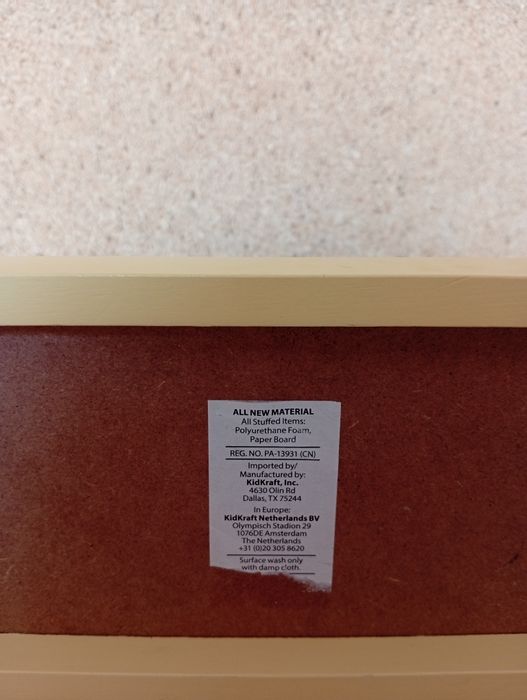 ALL NEW MATERIAL
All Stuffed Items:
Polyurethane Foam,
Paper Board
REG. NO. PA-13931 (CN)
Imported by/
Manufactured by:
KidKraft, Inc.
4630 Olin Rd
Dallas, TX 75244
In Europe:
KidKraft Netherlands BV
Olympisch Stadion 29
1076DE Amsterdam
The Netherlands
+31 (0)20 305 8620
Surface wash only
with damp cloth.